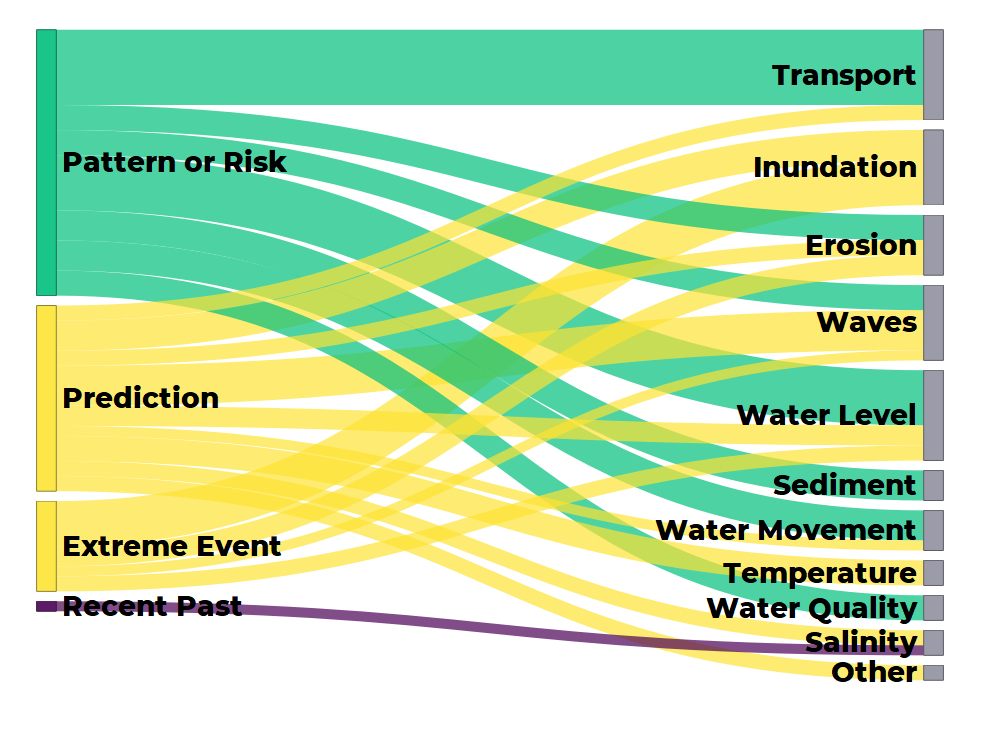 Pattern or Risk
Prediction
Extreme Event
Recent Past
Transport
Inundation
Erosion
Waves
Water Level
Sediment
Water Movement
Temperature
Water Quality
Salinity
Other